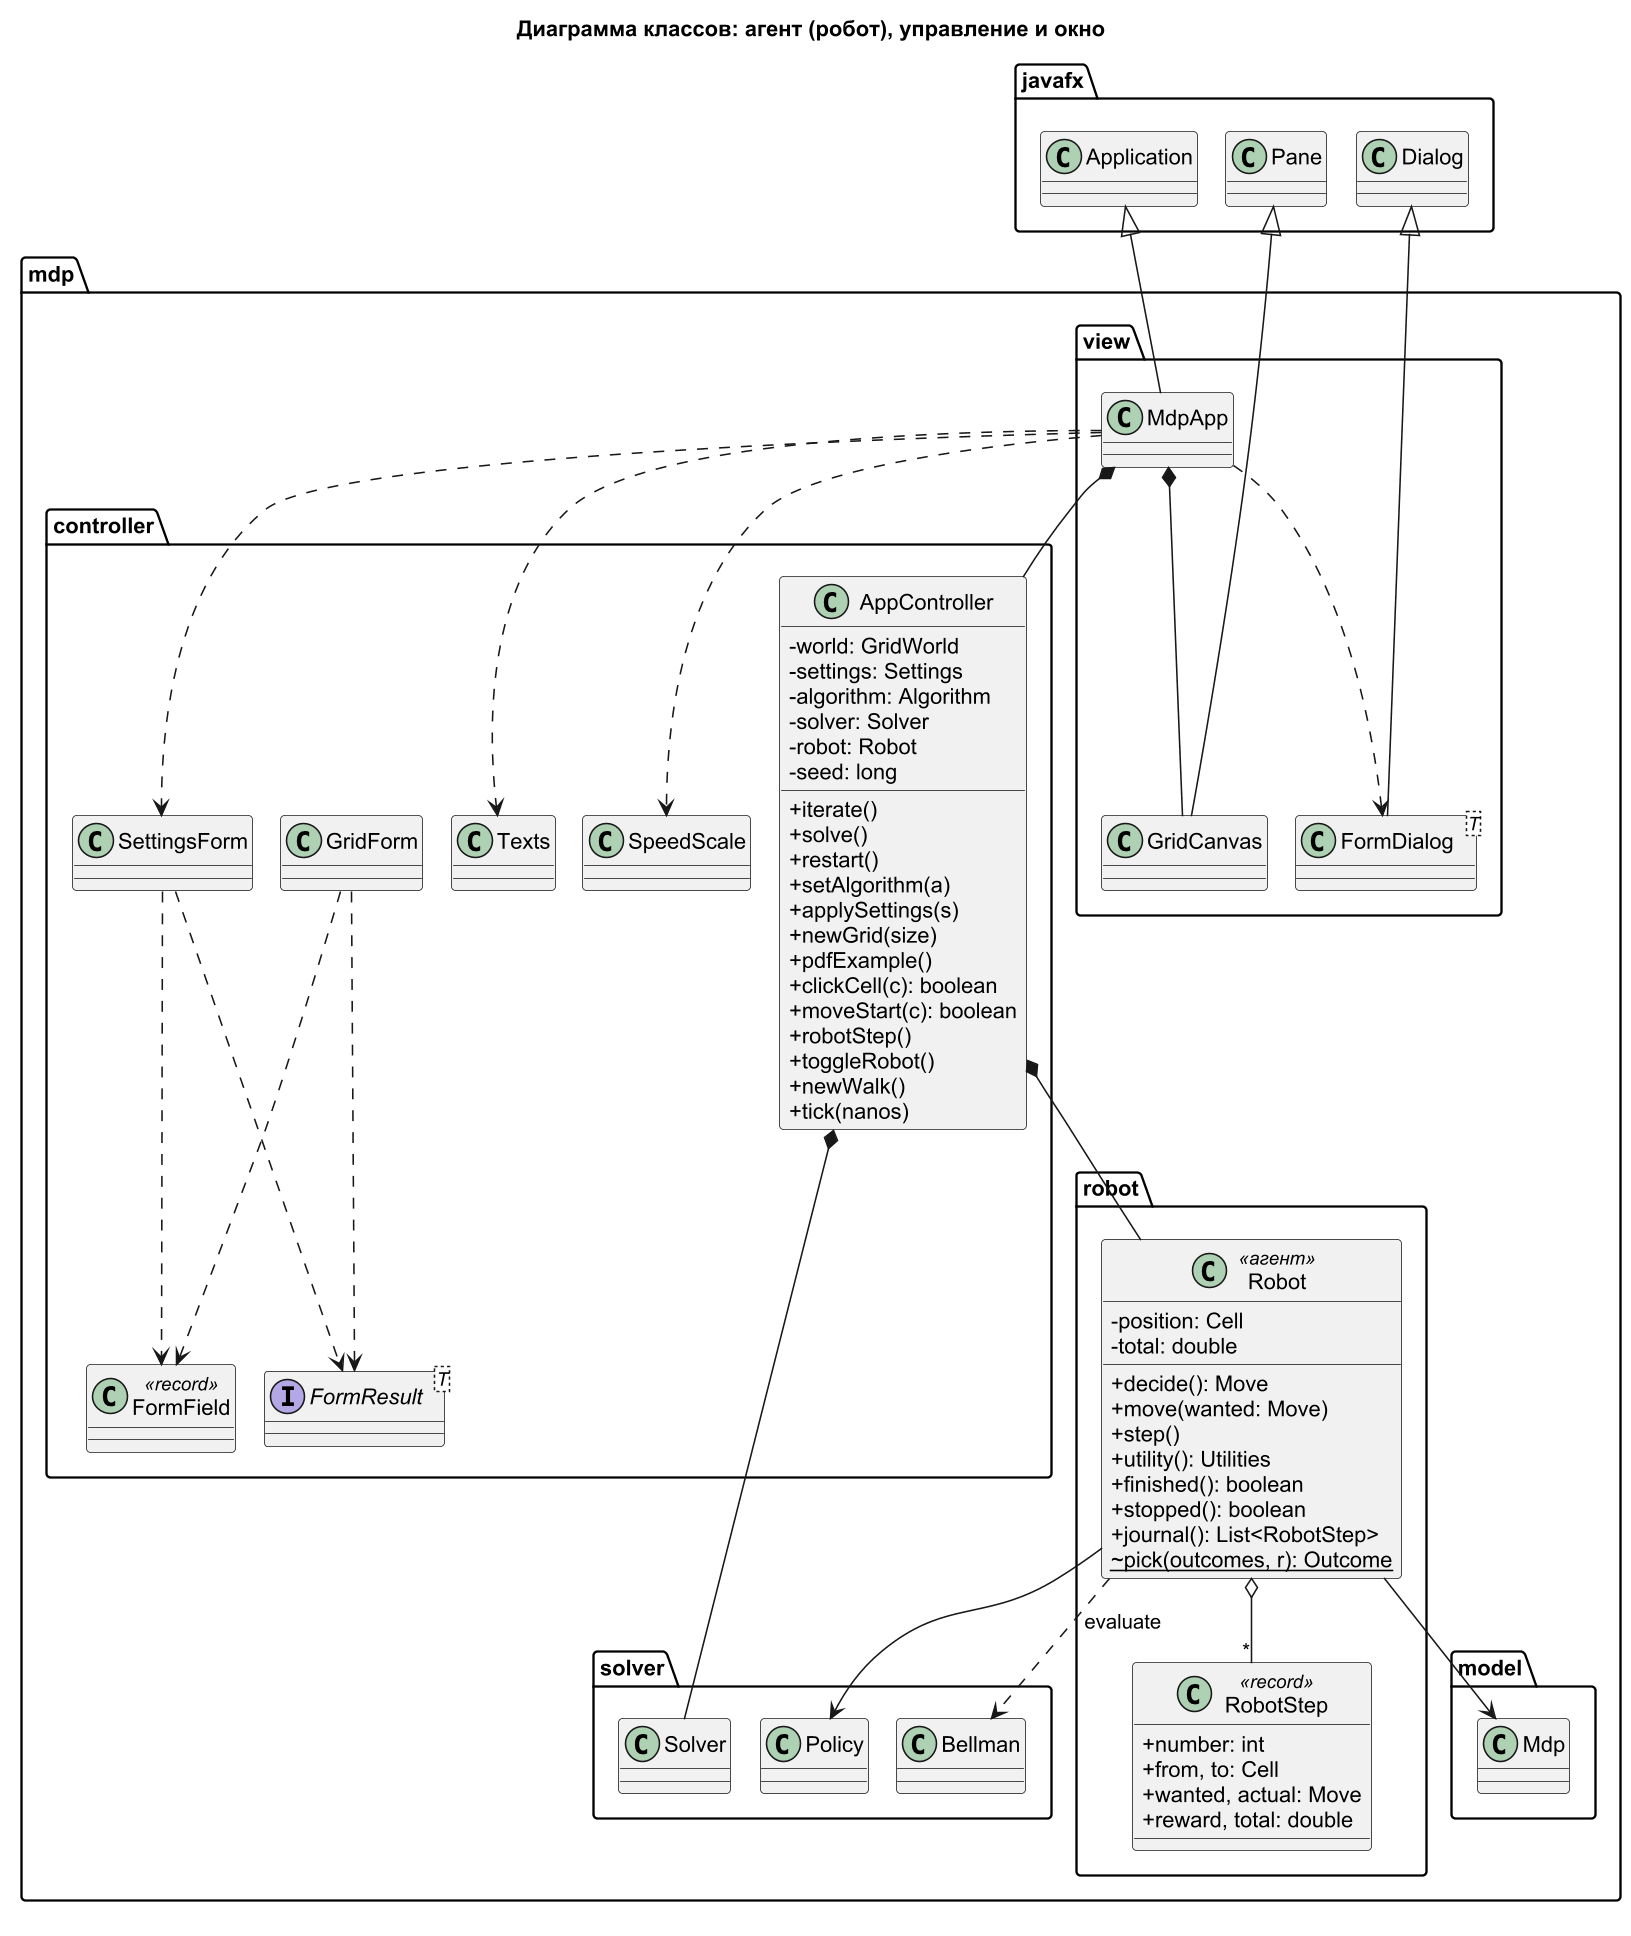 Диаграмма классов: агент (робот), управление и окно
javafx
C Application
C Pane
C Dialog
mdp
view
C MdpApp
controller
C AppController
-world: GridWorld
-settings: Settings
-algorithm: Algorithm
-solver: Solver
-robot: Robot
-seed: long
+iterate()
+solve()
+restart()
+setAlgorithm(a)
+applySettings(s)
+newGrid(size)
+pdfExample()
+clickCell(c): boolean
+moveStart(c): boolean
+robotStep()
+toggleRobot()
+newWalk()
+tick(nanos)
C SettingsForm
C GridForm
C Texts
C SpeedScale
C GridCanvas
C FormDialog T
robot
C «агент»
Robot
-position: Cell
-total: double
+decide(): Move
+move(wanted: Move)
+step()
+utility(): Utilities
+finished(): boolean
+stopped(): boolean
+journal(): List<RobotStep>
~pick(outcomes, r): Outcome
C «record»
FormField
I FormResult T
evaluate
*
solver
C Solver
C Policy
C Bellman
C «record»
RobotStep
+number: int
+from, to: Cell
+wanted, actual: Move
+reward, total: double
model
C Mdp